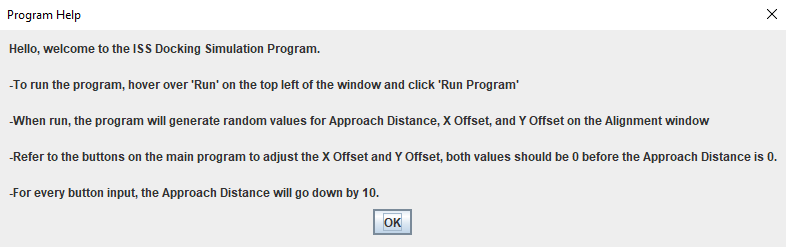 Program Help
Hello, welcome to the ISS Docking Simulation Program.
-To run the program, hover over 'Run' on the top left of the window and click 'Run Program'
-When run, the program will generate random values for Approach Distance, X Offset, and Y Offset on the Alignment window
-Refer to the buttons on the main program to adjust the X Offset and Y Offset, both values should be 0 before the Approach Distance is 0.
-For every button input, the Approach Distance will go down by 10.
OK